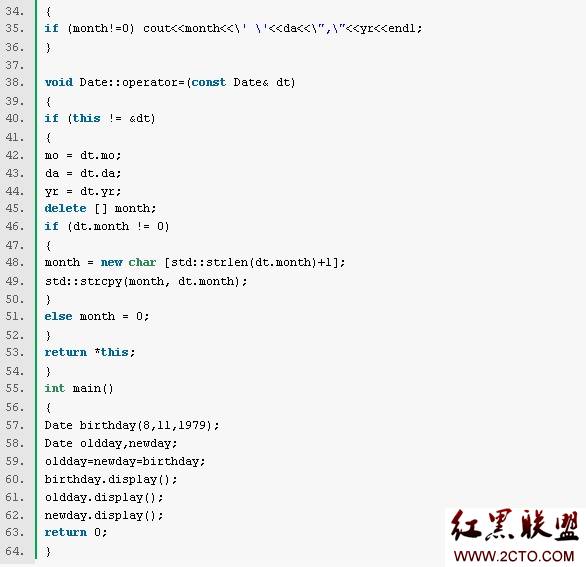 34. {
35. if (month!=0) cout<<month<<\' \'<<da<<\",\"<<yr<<endl;
36. }
37.
38. void Date::operator=(const Date& dt)
39. {
40. if (this != &dt)
41. {
42. mo = dt.mo;
43. da = dt.da;
44. yr = dt.yr;
45. delete [] month;
46. if (dt.month != 0)
47. {
48. month = new char [std::strlen(dt.month)+1];
49. std::strcpy(month, dt.month);
50. }
51. else month = 0;
52. }
53. return *this;
54. }
55. int main()
56. {
57. Date birthday(8,11,1979);
58. Date oldday,newday;
59. oldday=newday=birthday;
60. birthday.display();
61. oldday.display();
62. newday.display();
63. return 0;
64. }
红黑联盟
www.2CTO.com